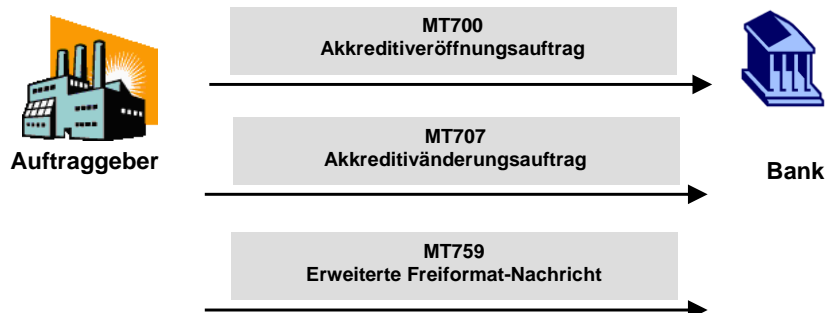 MT700
Akkreditiveröffnungsauftrag
MT707
Akkreditivänderungsauftrag
Auftraggeber
Bank
MT759
Erweiterte Freiformat-Nachricht